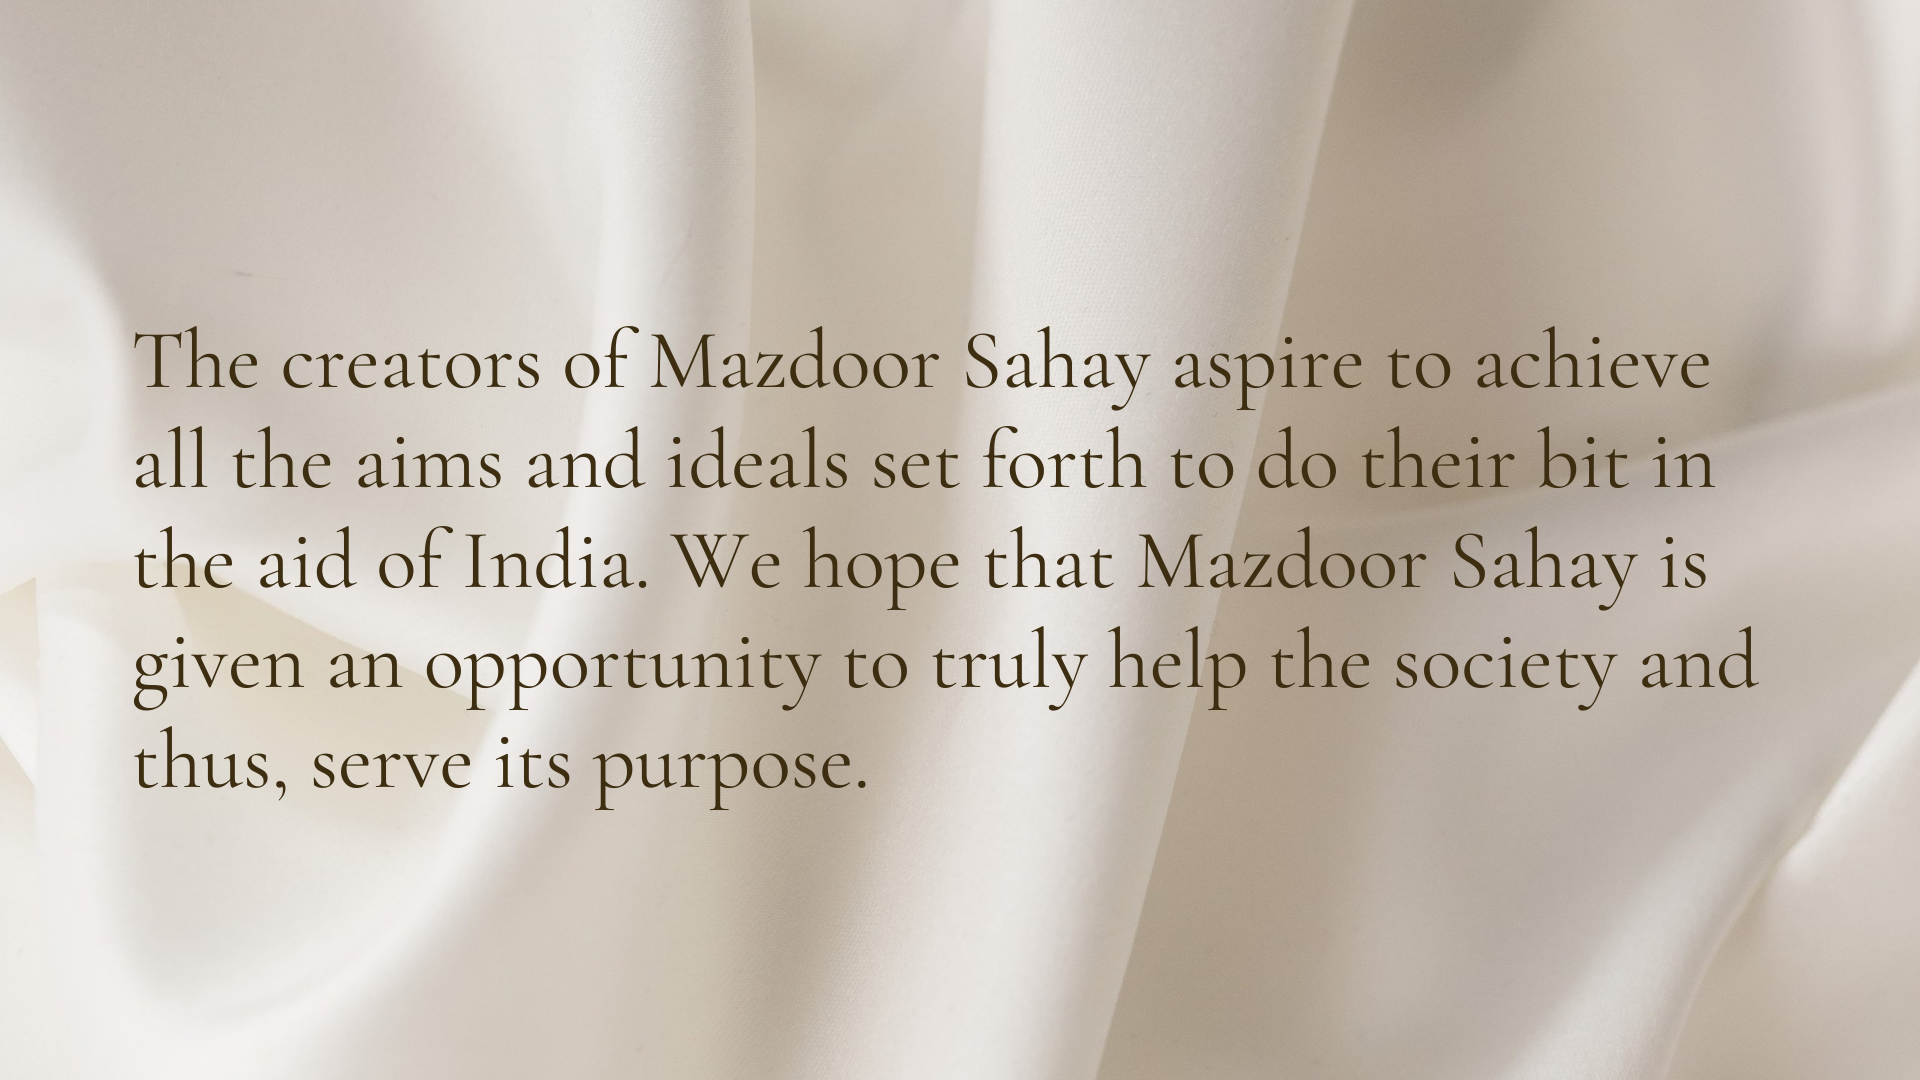 The creators of Mazdoor Sahay aspire to achieve
all the aims and ideals set forth to do their bit in
the aid of India. We hope that Mazdoor Sahay is
given an opportunity to truly help the society and
thus, serve its purpose.